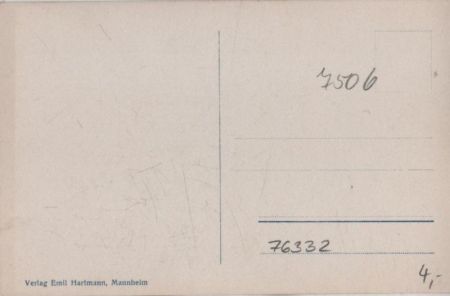 7506
76332
Verlag Emil Hartmann, Mannheim
4,-